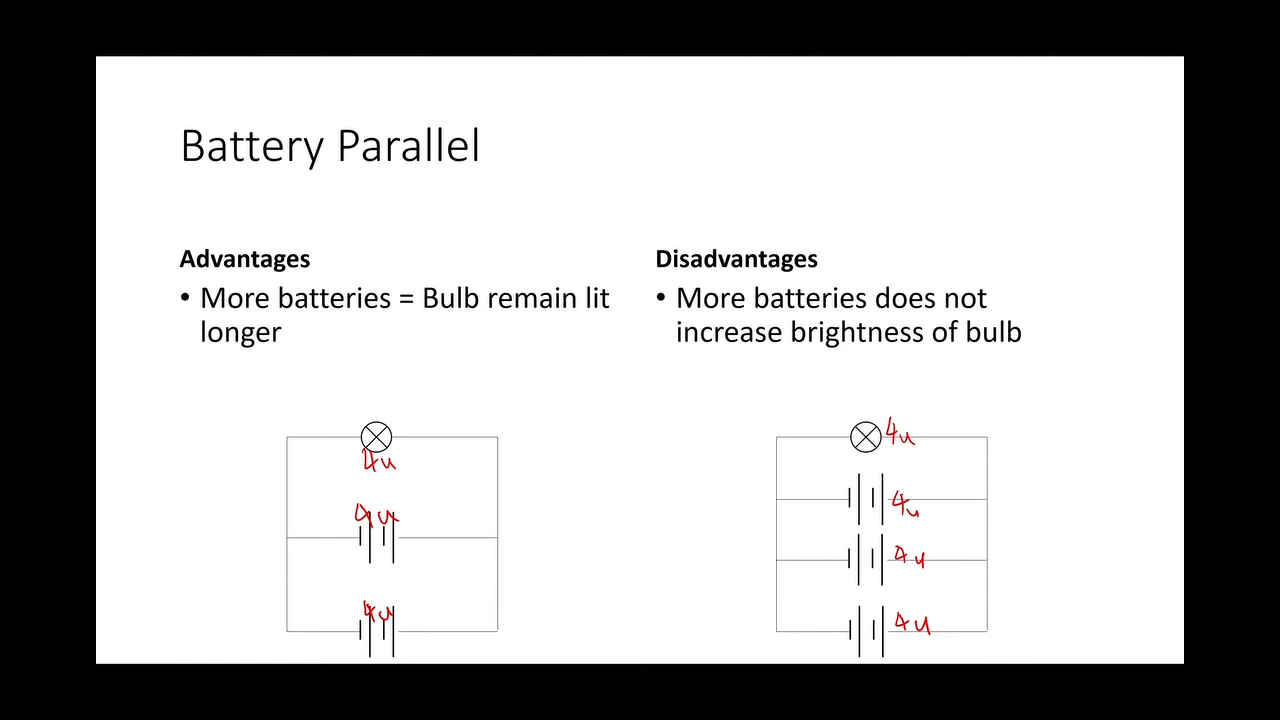 Battery Parallel
Advantages
• More batteries = Bulb remain lit
longer
Disadvantages
• More batteries does not
increase brightness of bulb
4u
4u
4u
4u
4u
4u
4u